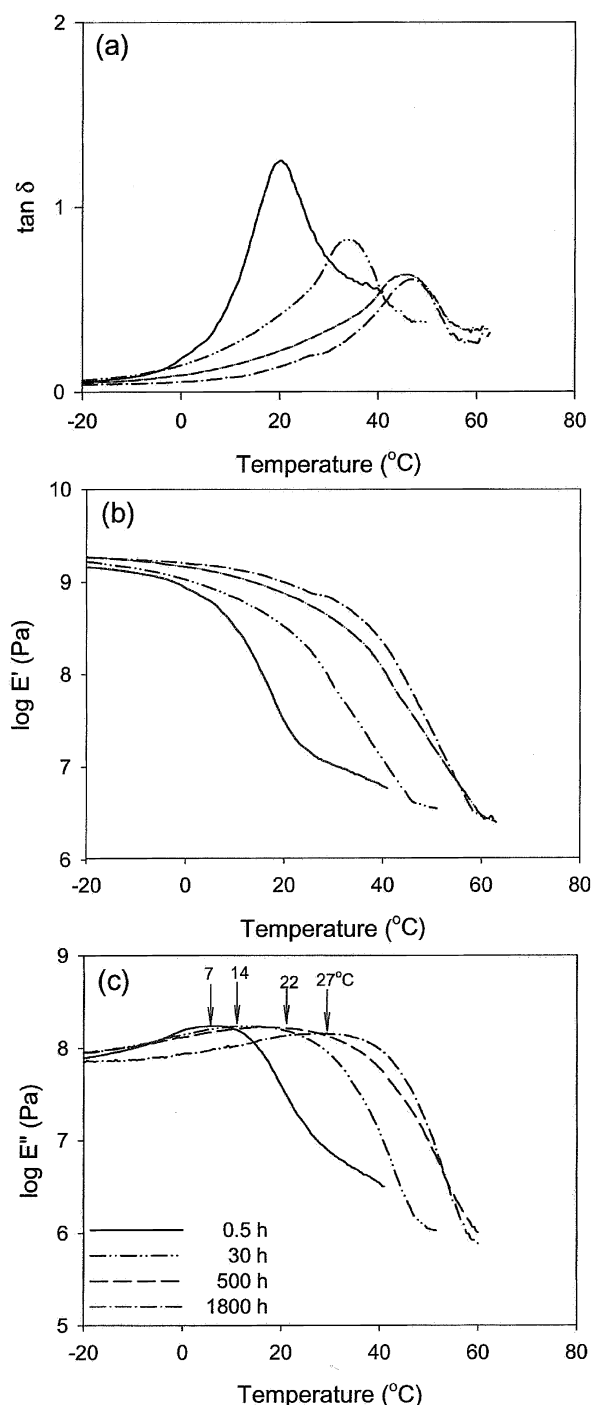 (a)
2
1
0
tan δ
-20 0 20 40 60 80
Temperature (°C)
(b)
10
9
8
7
6
log E' (Pa)
-20 0 20 40 60 80
Temperature (°C)
(c)
7 14 22 27°C
9
8
7
6
5
log E" (Pa)
0.5 h
30 h
500 h
1800 h
-20 0 20 40 60 80
Temperature (°C)